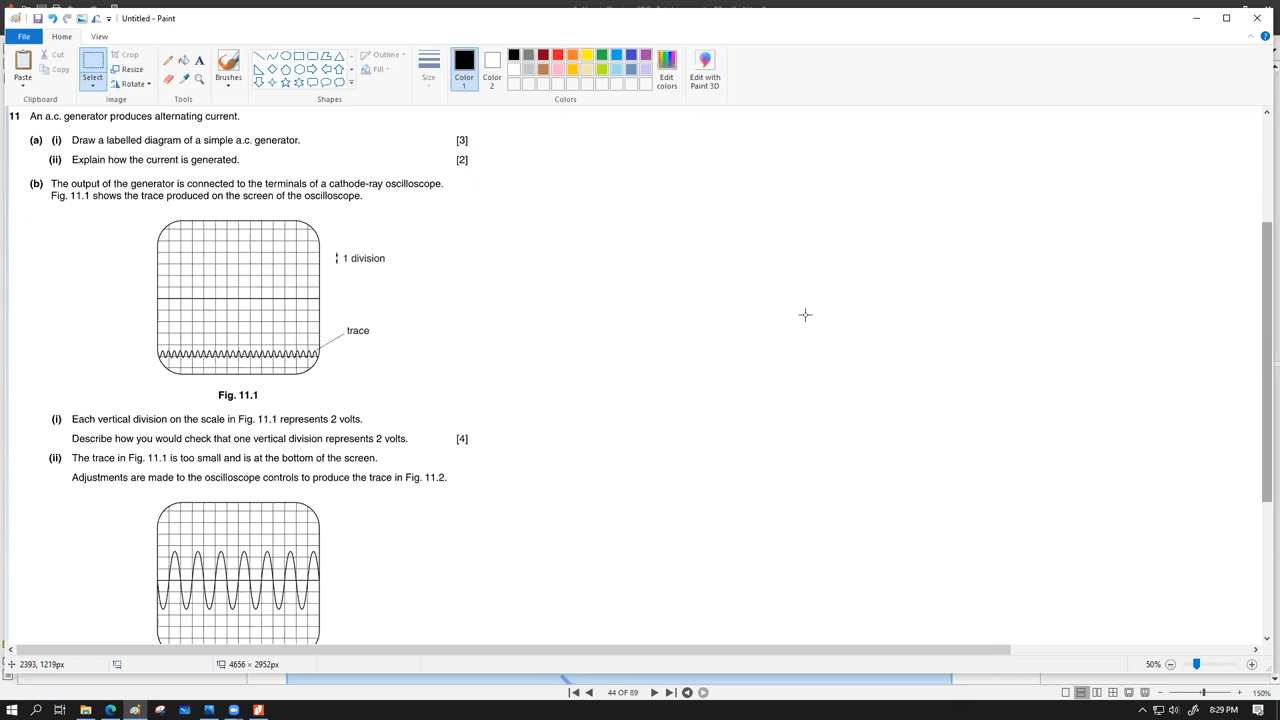 Untitled - Paint
File
Home
View
Paste
Cut
Copy
Clipboard
Select
Crop
Resize
Rotate
Image
Tools
Brushes
Shapes
Outline
Fill
Size
Color 1
Color 2
Edit colors
Colors
Edit with Paint 3D
11 An a.c. generator produces alternating current.
(a) (i) Draw a labelled diagram of a simple a.c. generator. [3]
(ii) Explain how the current is generated. [2]
(b) The output of the generator is connected to the terminals of a cathode-ray oscilloscope.
Fig. 11.1 shows the trace produced on the screen of the oscilloscope.
1 division
trace
Fig. 11.1
(i) Each vertical division on the scale in Fig. 11.1 represents 2 volts.
Describe how you would check that one vertical division represents 2 volts. [4]
(ii) The trace in Fig. 11.1 is too small and is at the bottom of the screen.
Adjustments are made to the oscilloscope controls to produce the trace in Fig. 11.2.
2393, 1219px
4656 × 2952px
50%
44 OF 89
150%
8:29 PM